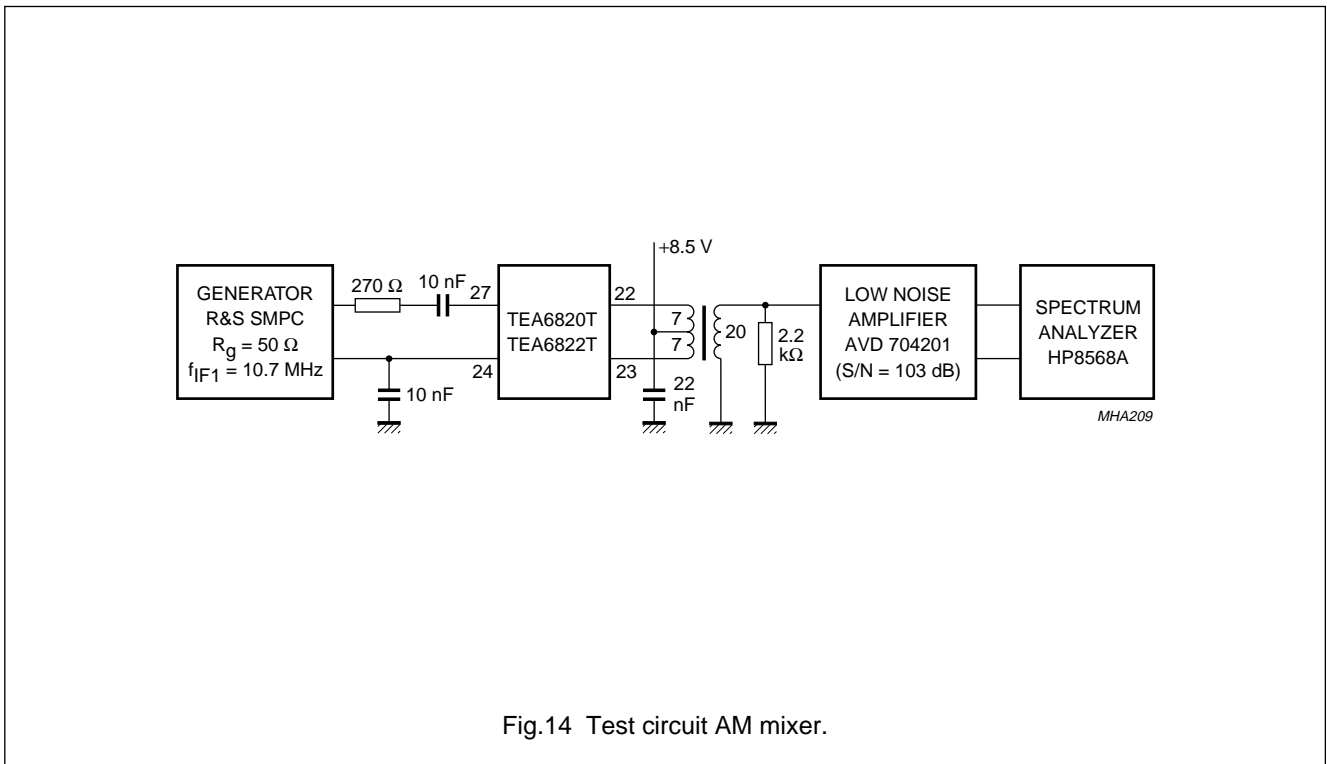 +8.5 V
GENERATOR
R&S SMPC
Rg = 50 Ω
fIF1 = 10.7 MHz
270 Ω
10 nF
27
24
10 nF
TEA6820T
TEA6822T
22
23
7
7
20
22
nF
2.2
kΩ
LOW NOISE
AMPLIFIER
AVD 704201
(S/N = 103 dB)
SPECTRUM
ANALYZER
HP8568A
MHA209
Fig.14 Test circuit AM mixer.